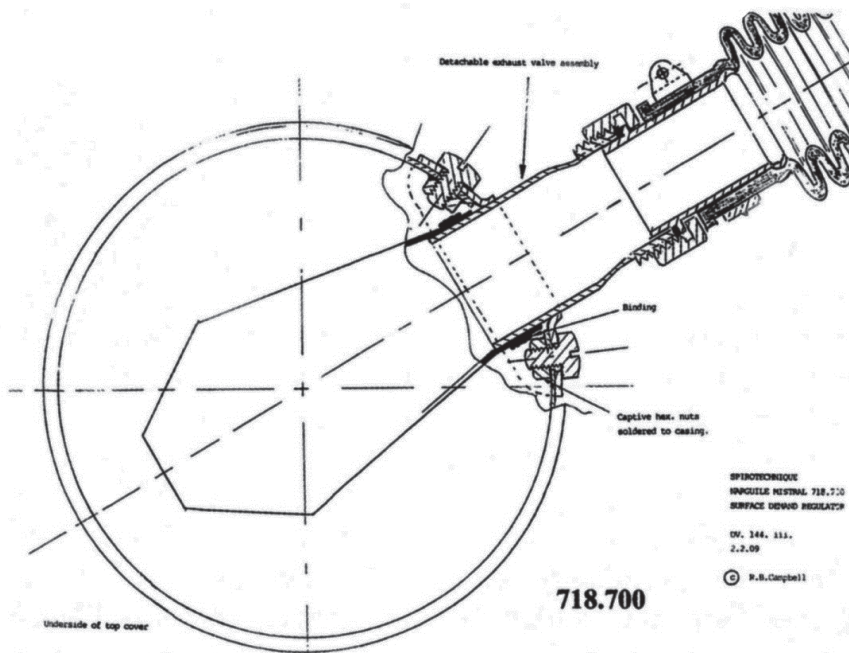 Detachable exhaust valve assembly
Binding
Captive hex. nuts
soldered to casing.
SPIROTECHNIQUE
NARGUILE MISTRAL 718.700
SURFACE DEMAND REGULATOR
UV. 144. iii.
2.2.09
© R.B.Campbell
718.700
Underside of top cover